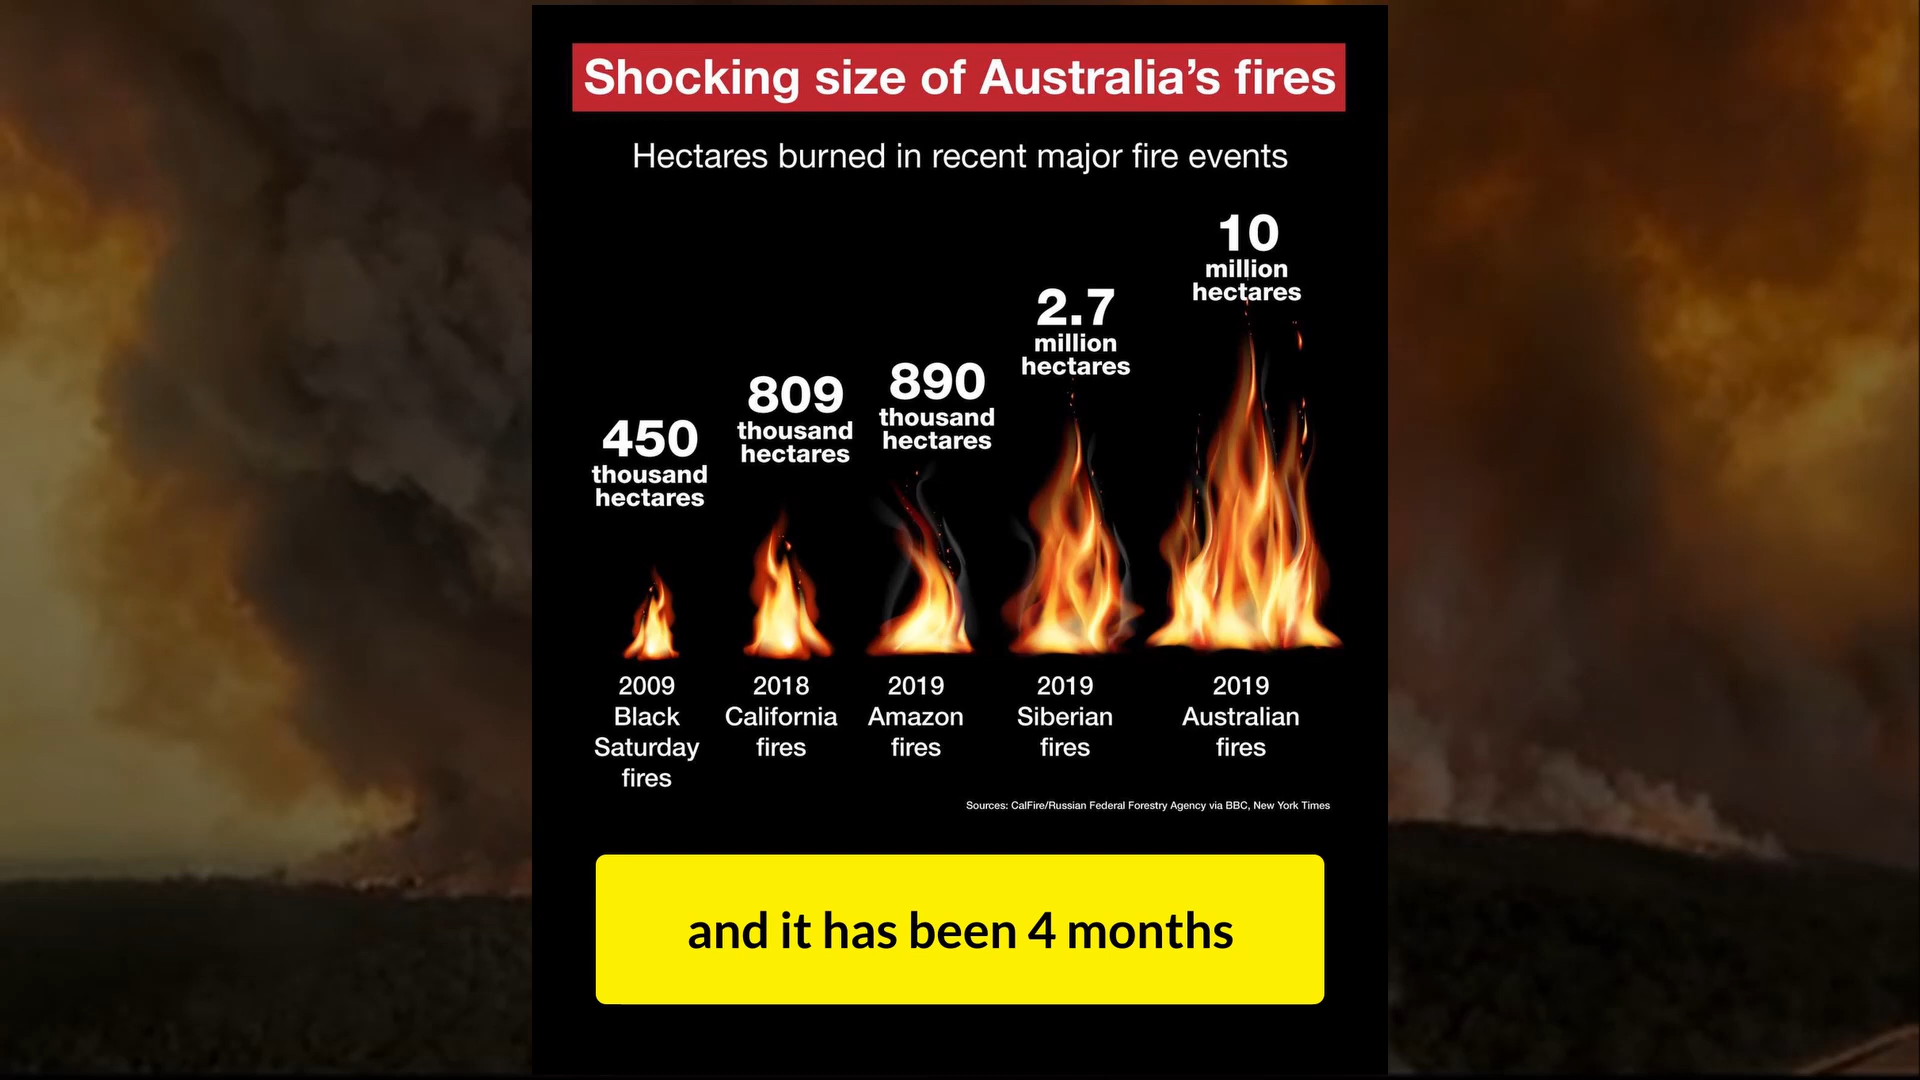 Shocking size of Australia’s fires
Hectares burned in recent major fire events
450
thousand
hectares
809
thousand
hectares
890
thousand
hectares
2.7
million
hectares
10
million
hectares
2009
Black
Saturday
fires
2018
California
fires
2019
Amazon
fires
2019
Siberian
fires
2019
Australian
fires
Sources: CalFire/Russian Federal Forestry Agency via BBC, New York Times
and it has been 4 months